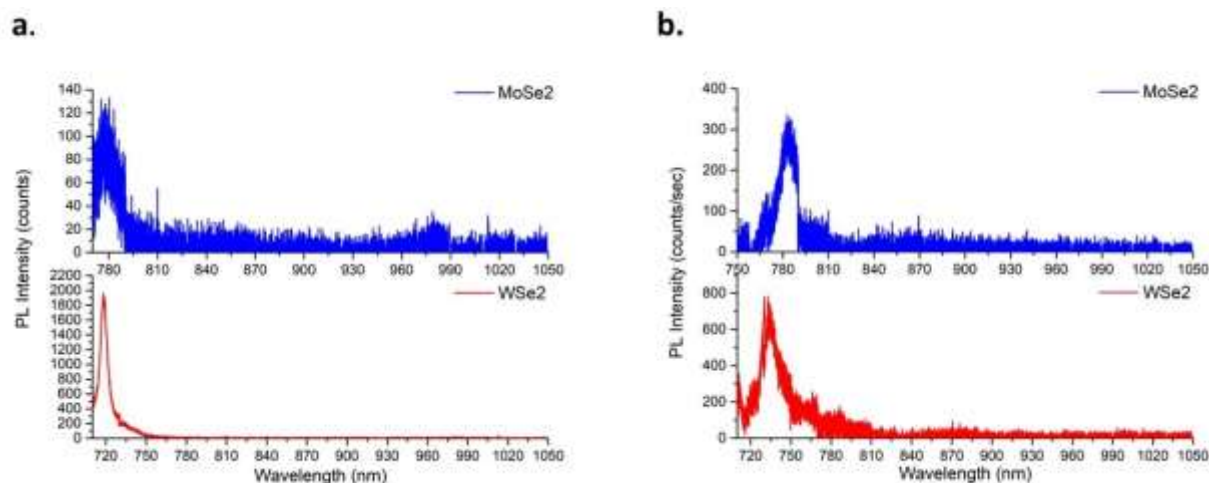 a.
b.
PL Intensity (counts)
140
120
100
80
60
40
20
0
MoSe2
780 810 840 870 900 930 960 990 1020 1050
2200
2000
1800
1600
1400
1200
1000
800
600
400
200
0
WSe2
720 750 780 810 840 870 900 930 960 990 1020 1050
Wavelength (nm)
PL Intensity (counts/sec)
400
300
200
100
0
MoSe2
750 780 810 840 870 900 930 960 990 1020 1050
800
600
400
200
0
WSe2
720 750 780 810 840 870 900 930 960 990 1020 1050
Wavelength (nm)